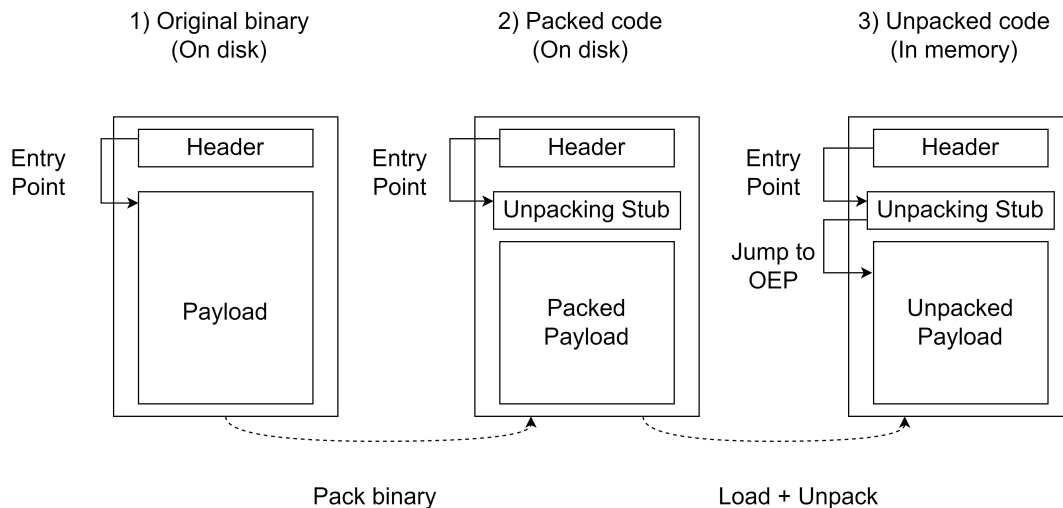 1) Original binary
(On disk)
2) Packed code
(On disk)
3) Unpacked code
(In memory)
Entry
Point
Header
Payload
Entry
Point
Header
Unpacking Stub
Packed
Payload
Entry
Point
Header
Unpacking Stub
Jump to
OEP
Unpacked
Payload
Pack binary
Load + Unpack